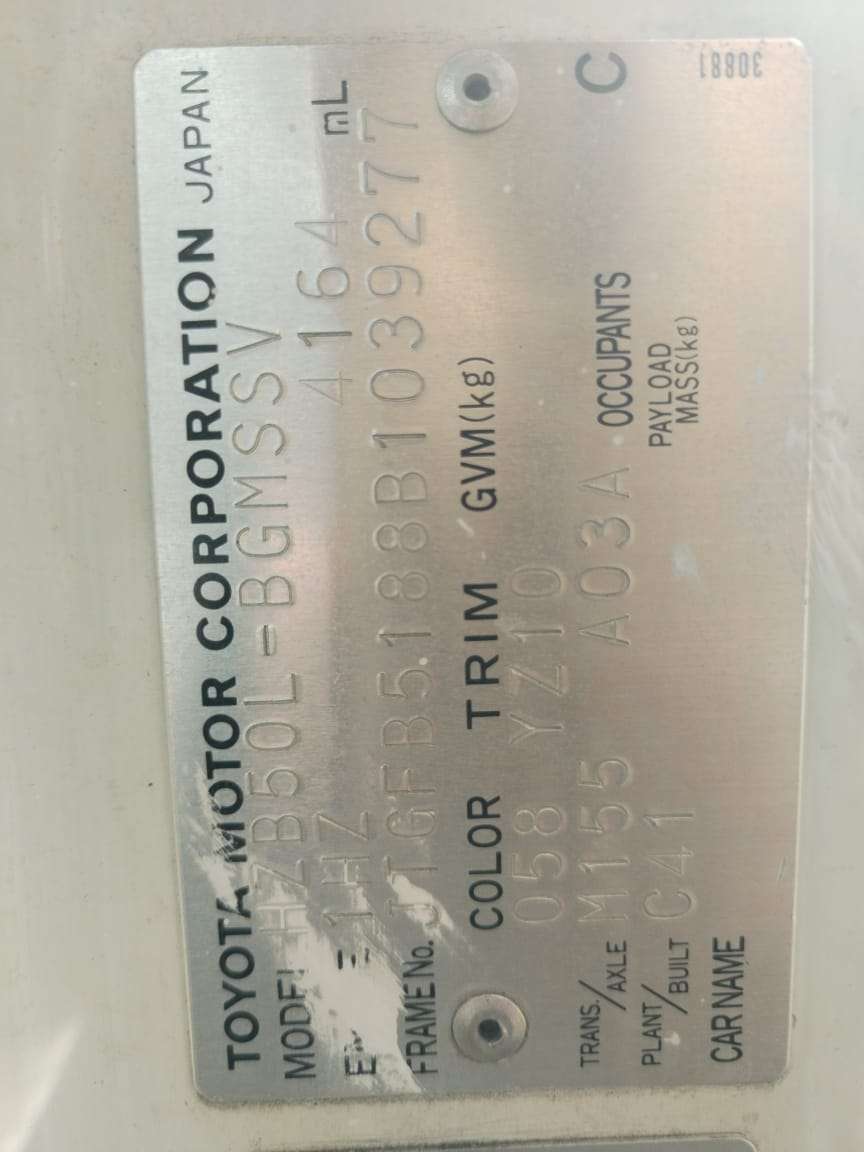 TOYOTA MOTOR CORPORATION JAPAN
MODEL HZB50L-BGMSSV
1HZ 4164 mL
FRAME No. JTGFB5188B1039277
COLOR TRIM GVM(kg)
058 YZ10
TRANS./AXLE M155 A03A OCCUPANTS C
PLANT/BUILT C41 PAYLOAD MASS(kg)
CAR NAME
30881